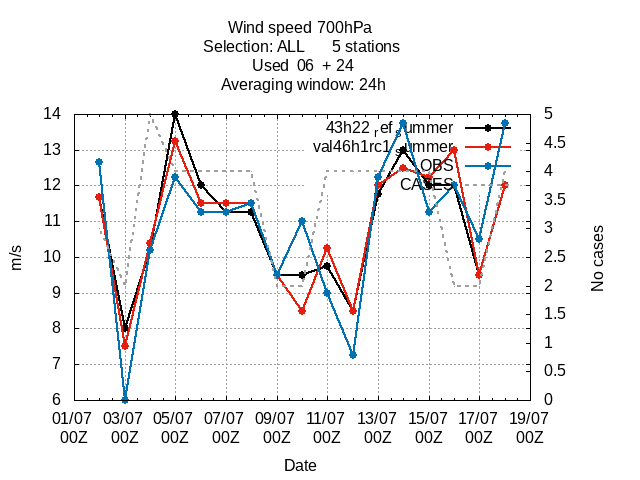 Wind speed 700hPa
Selection: ALL 5 stations
Used 06 + 24
Averaging window: 24h
43h22_ref_summer
val46h1rc1_summer
OBS
CASES
14
13
12
11
10
9
8
7
6
m/s
5
4.5
4
3.5
3
2.5
2
1.5
1
0.5
0
No cases
01/07 03/07 05/07 07/07 09/07 11/07 13/07 15/07 17/07 19/07
00Z 00Z 00Z 00Z 00Z 00Z 00Z 00Z 00Z 00Z
Date